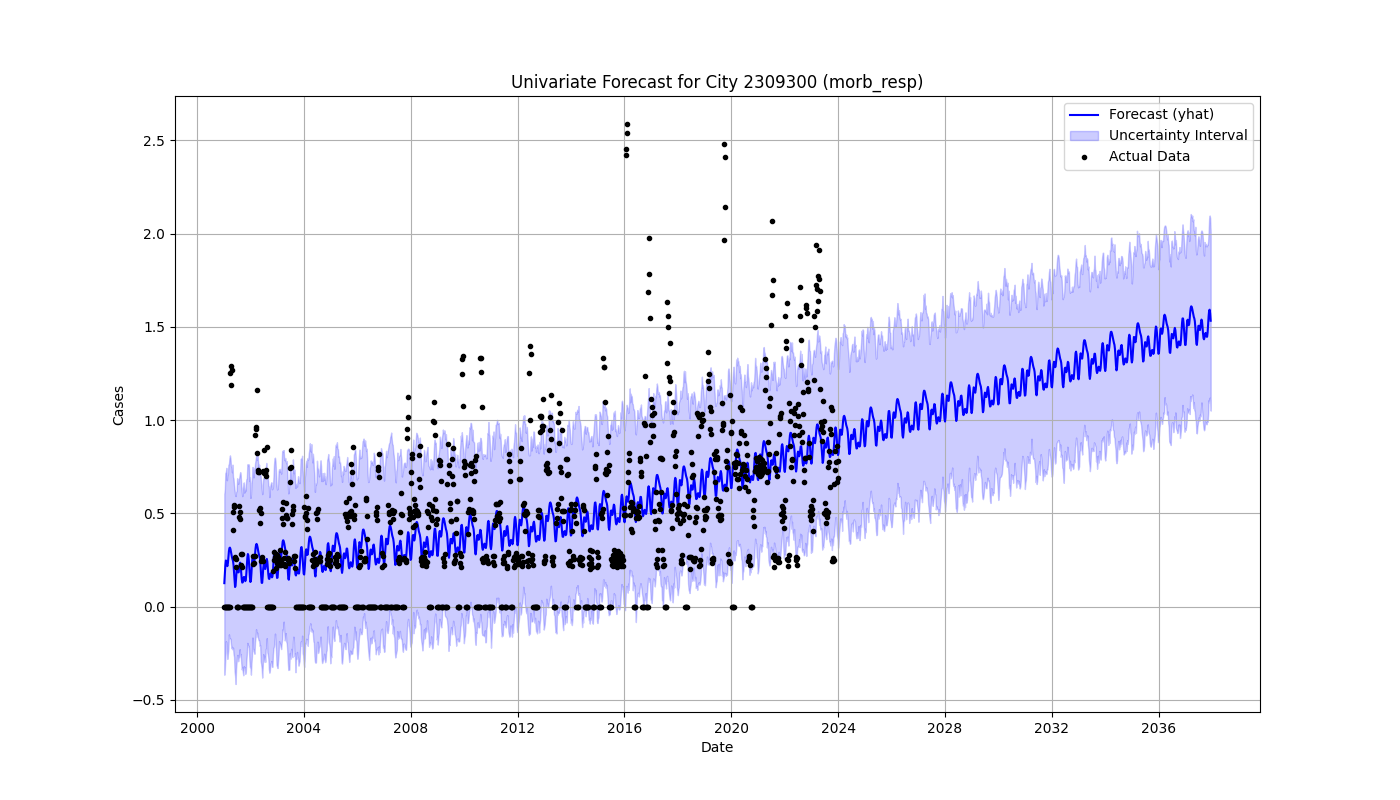 Univariate Forecast for City 2309300 (morb_resp)
Forecast (yhat)
Uncertainty Interval
Actual Data
2.5
2.0
1.5
1.0
0.5
0.0
−0.5
Cases
2000 2004 2008 2012 2016 2020 2024 2028 2032 2036
Date